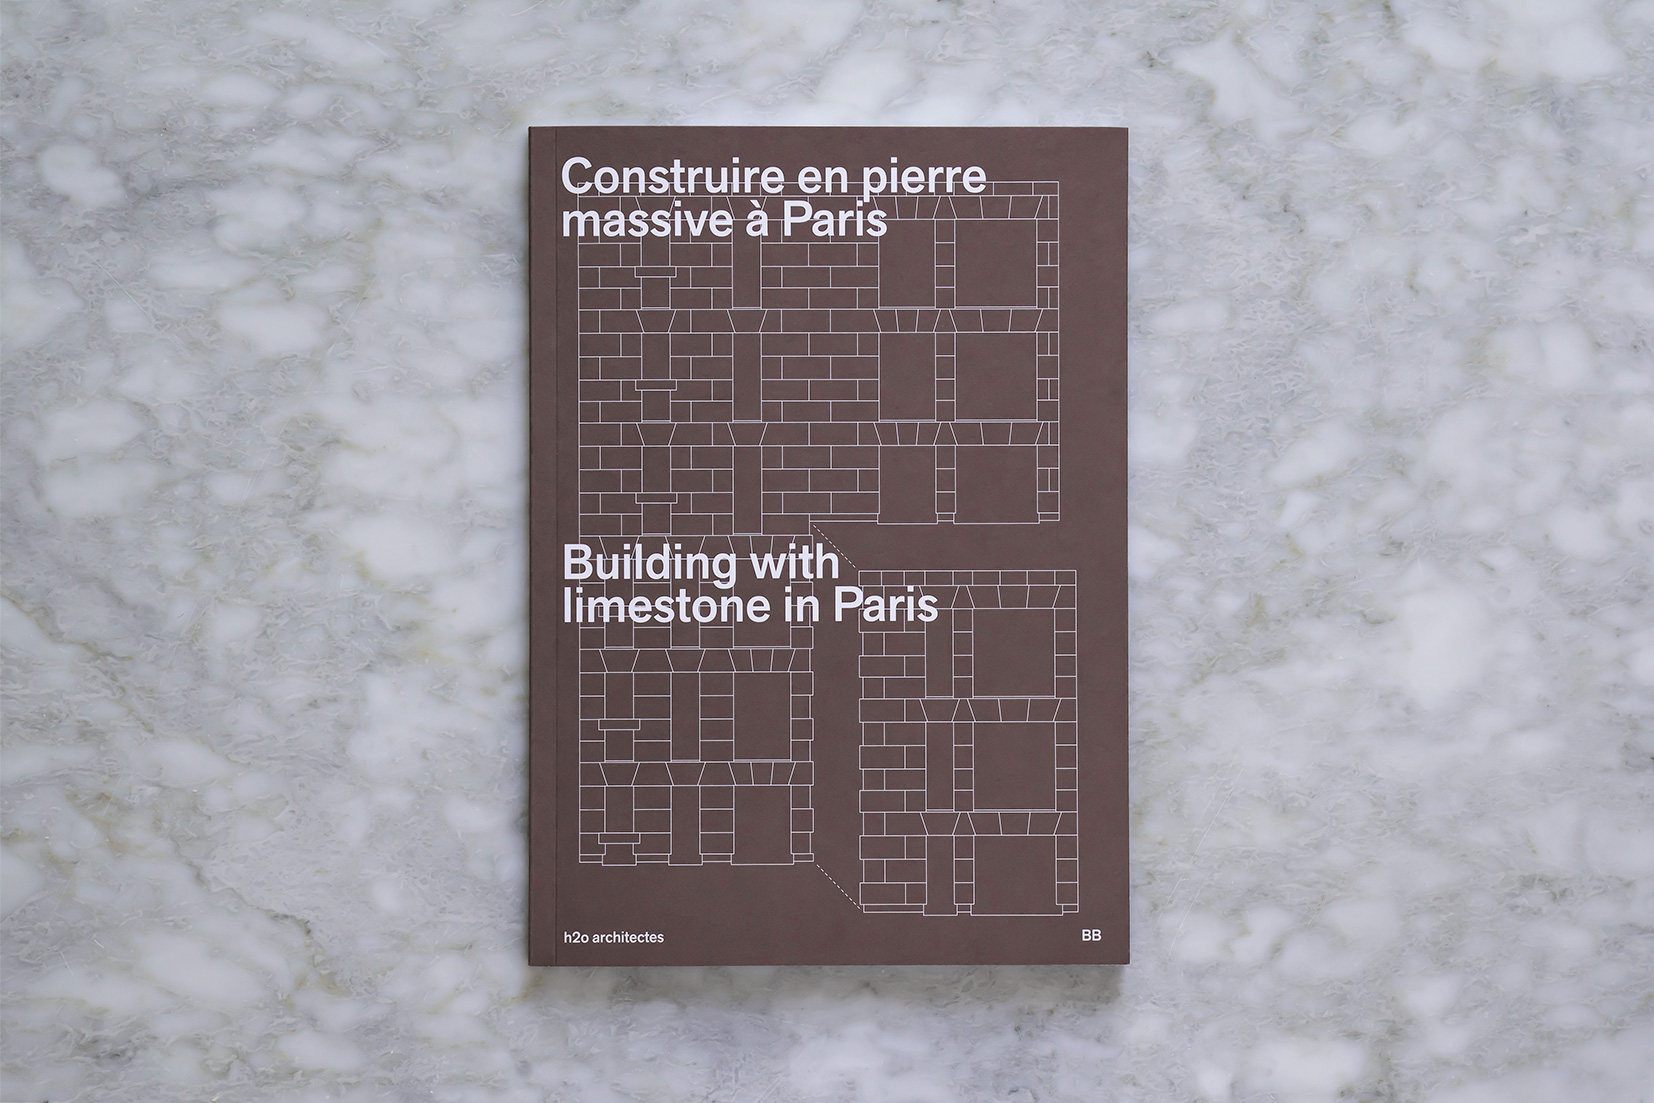 Construire en pierre
massive à Paris
Building with
limestone in Paris
h2o architectes
BB